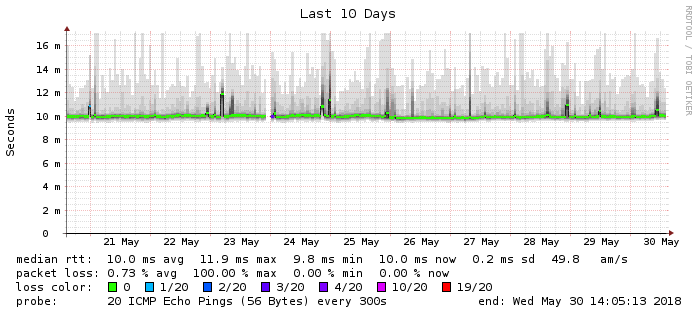 Last 10 Days
RRDTOOL / TOBI OETIKER
Seconds
16 m
14 m
12 m
10 m
8 m
6 m
4 m
2 m
0
21 May 22 May 23 May 24 May 25 May 26 May 27 May 28 May 29 May 30 May
median rtt: 10.0 ms avg 11.9 ms max 9.8 ms min 10.0 ms now 0.2 ms sd 49.8 am/s
packet loss: 0.73 % avg 100.00 % max 0.00 % min 0.00 % now
loss color: 0 1/20 2/20 3/20 4/20 10/20 19/20
probe: 20 ICMP Echo Pings (56 Bytes) every 300s end: Wed May 30 14:05:13 2018